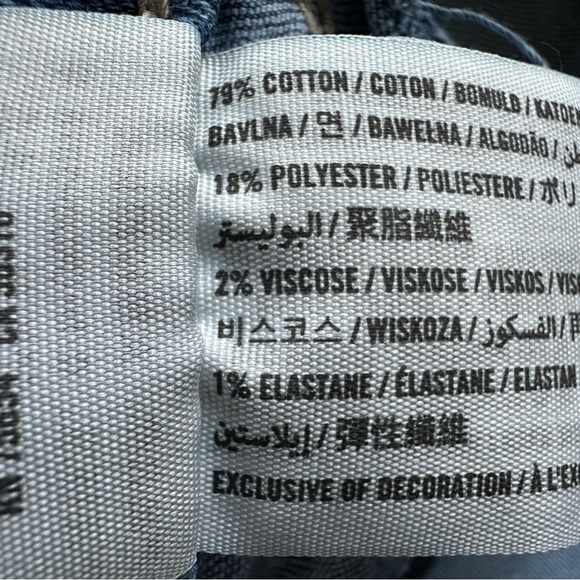 79% COTTON / COTON / BOMULD / KATOEN
BAVLNA / 면 / BAWEŁNA / ALGODÃO /
18% POLYESTER / POLIESTERE / ポリ
البوليستر / 聚脂纖維
2% VISCOSE / VISKOSE / VISKOS /
비스코스 / WISKOZA / الفسكوز /
1% ELASTANE / ÉLASTANE / ELASTAN
إيلاستين / 彈性纖維
EXCLUSIVE OF DECORATION / À L'EX